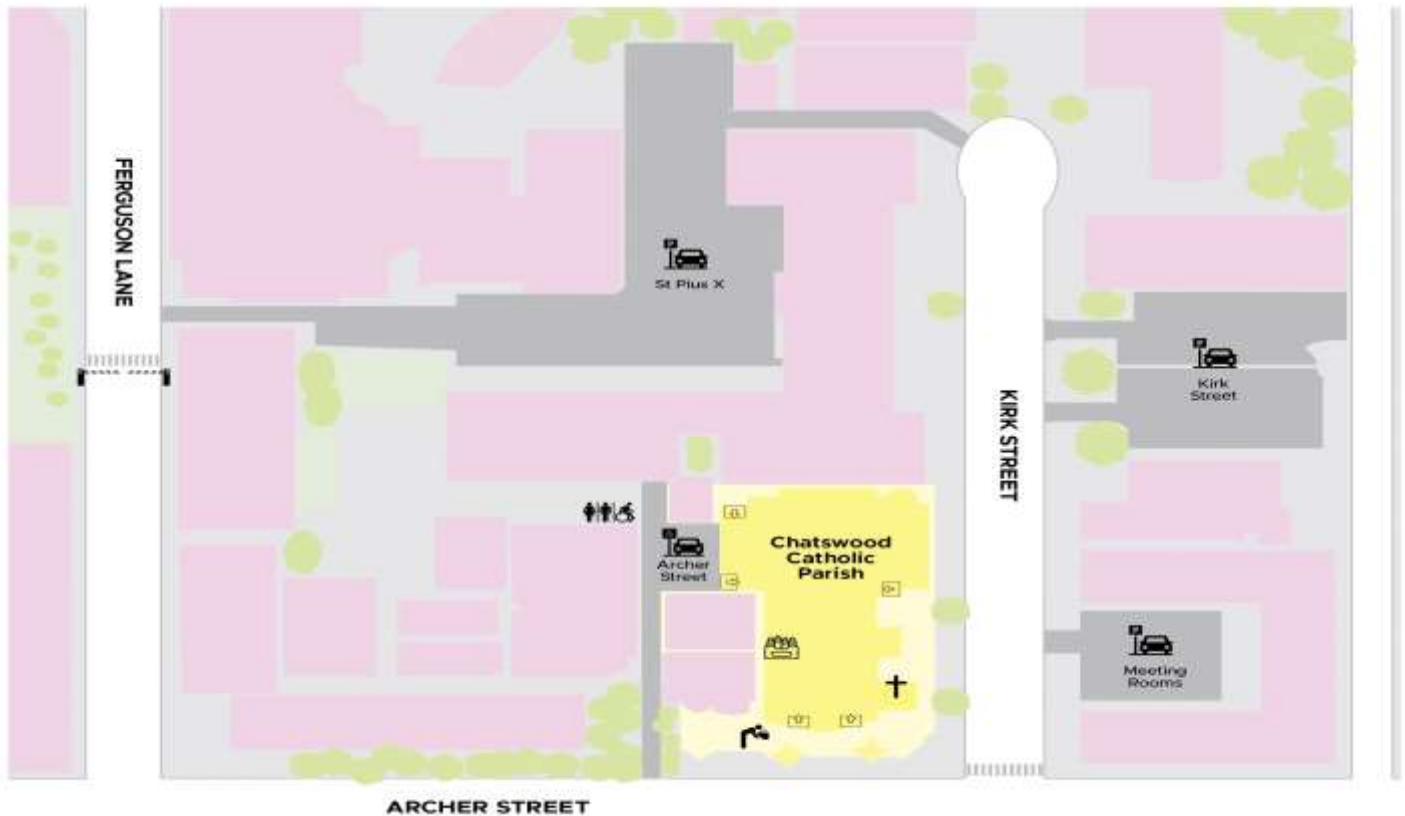 FERGUSON LANE
St Pius X
Kirk
Street
KIRK STREET
Chatswood
Catholic
Parish
Archer
Street
Meeting
Rooms
ARCHER STREET